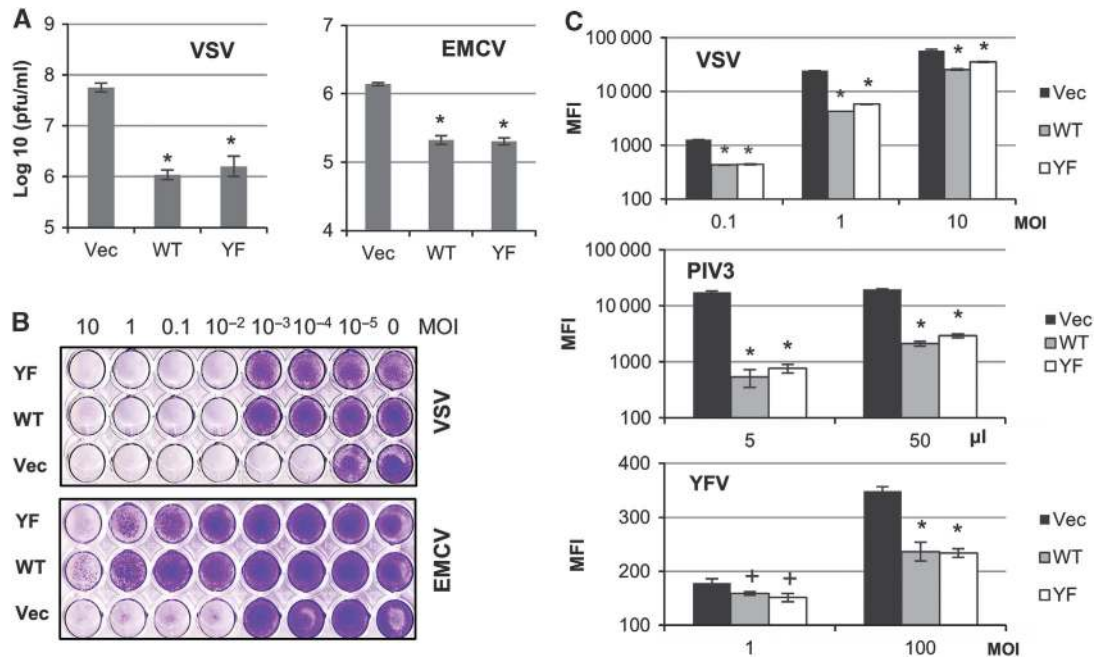 A
VSV
Log 10 (pfu/ml)
9
8
7
6
5
*
*
Vec WT YF
EMCV
7
6
5
4
*
*
Vec WT YF
B
10 1 0.1 10⁻² 10⁻³ 10⁻⁴ 10⁻⁵ 0 MOI
YF
WT
Vec
VSV
YF
WT
Vec
EMCV
C
VSV
MFI
100 000
10 000
1000
100
* *
* *
* *
0.1 1 10 MOI
Vec
WT
YF
PIV3
MFI
100 000
10 000
1000
100
* *
* *
5 50 µl
Vec
WT
YF
YFV
MFI
400
300
200
100
+ +
* *
1 100 MOI
Vec
WT
YF